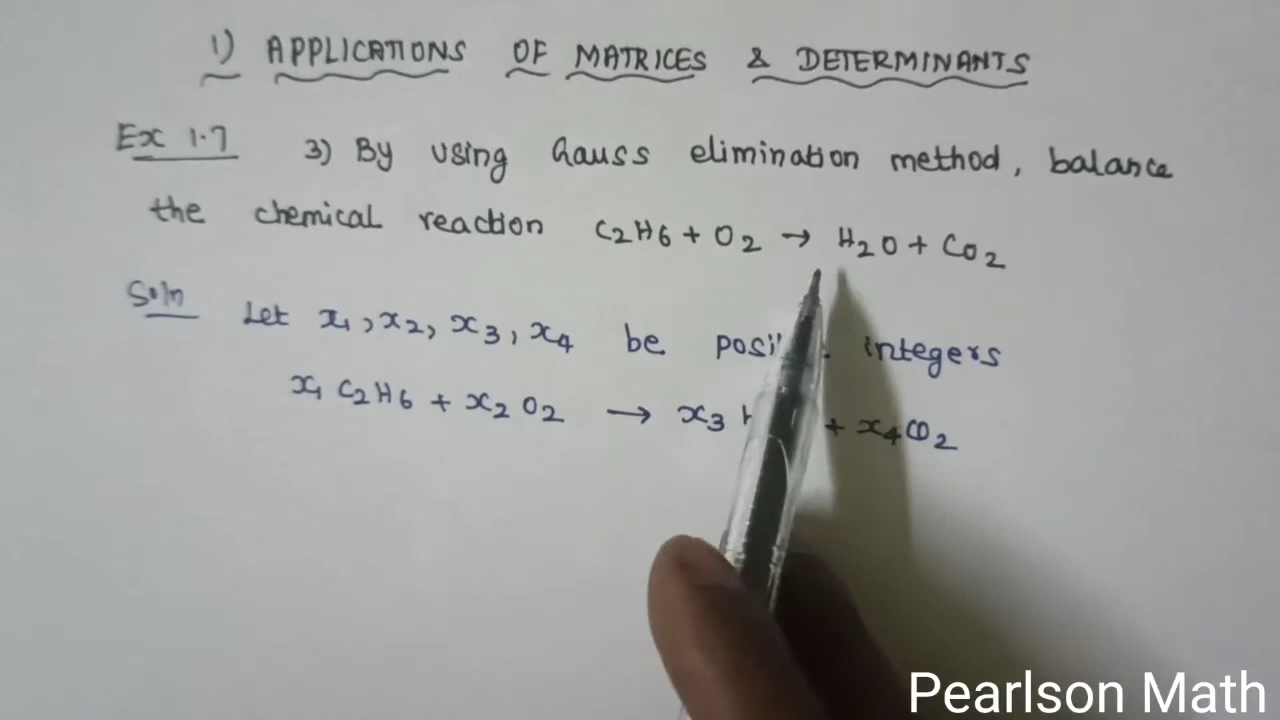 1) APPLICATIONS OF MATRICES & DETERMINANTS
Ex 1.7 3) By using Gauss elimination method, balance
the chemical reaction C2H6 + O2 → H2O + CO2
Soln Let x1, x2, x3, x4 be integers
x1 C2H6 + x2 O2 → x3 + x4 CO2
Pearlson Math